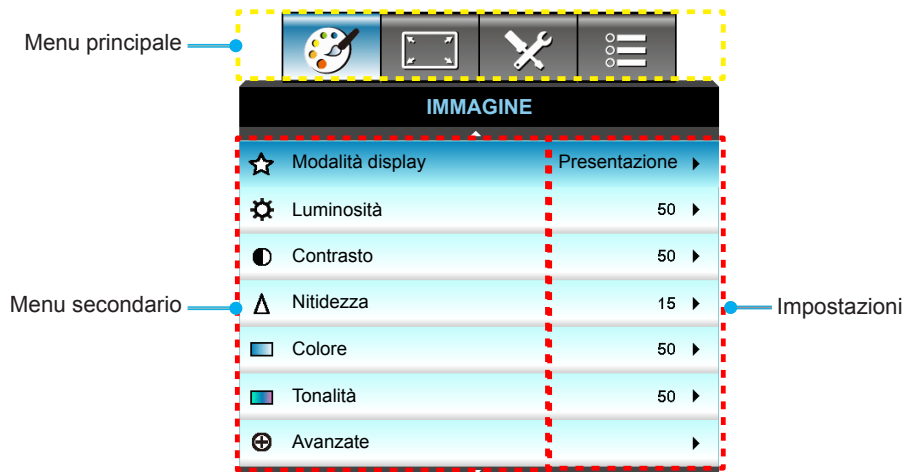 Menu principale
IMMAGINE
Modalità display Presentazione
Luminosità 50
Contrasto 50
Menu secondario
Nitidezza 15
Impostazioni
Colore 50
Tonalità 50
Avanzate